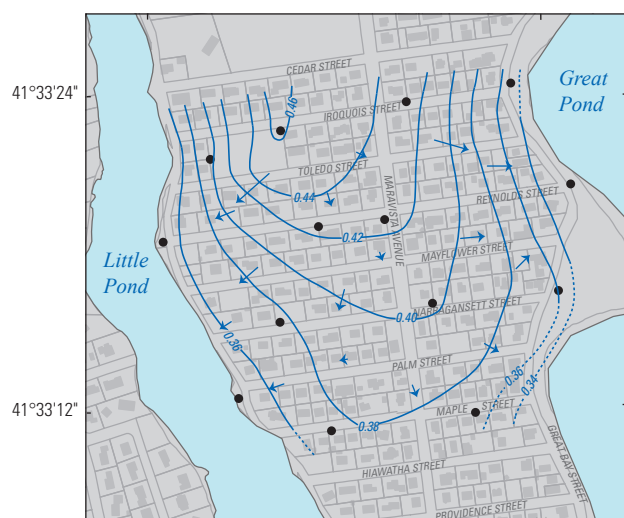 CEDAR STREET
41°33'24"
0.46
IROQUOIS STREET
Great
Pond
TOLEDO STREET
0.44
REYNOLDS STREET
MARAVISTA AVENUE
0.42
MAYFLOWER STREET
Little
Pond
NARRAGANSETT STREET
0.40
0.36
PALM STREET
0.36
0.34
41°33'12"
MAPLE STREET
0.38
GREAT BAY STREET
HIAWATHA STREET
PROVIDENCE STREET